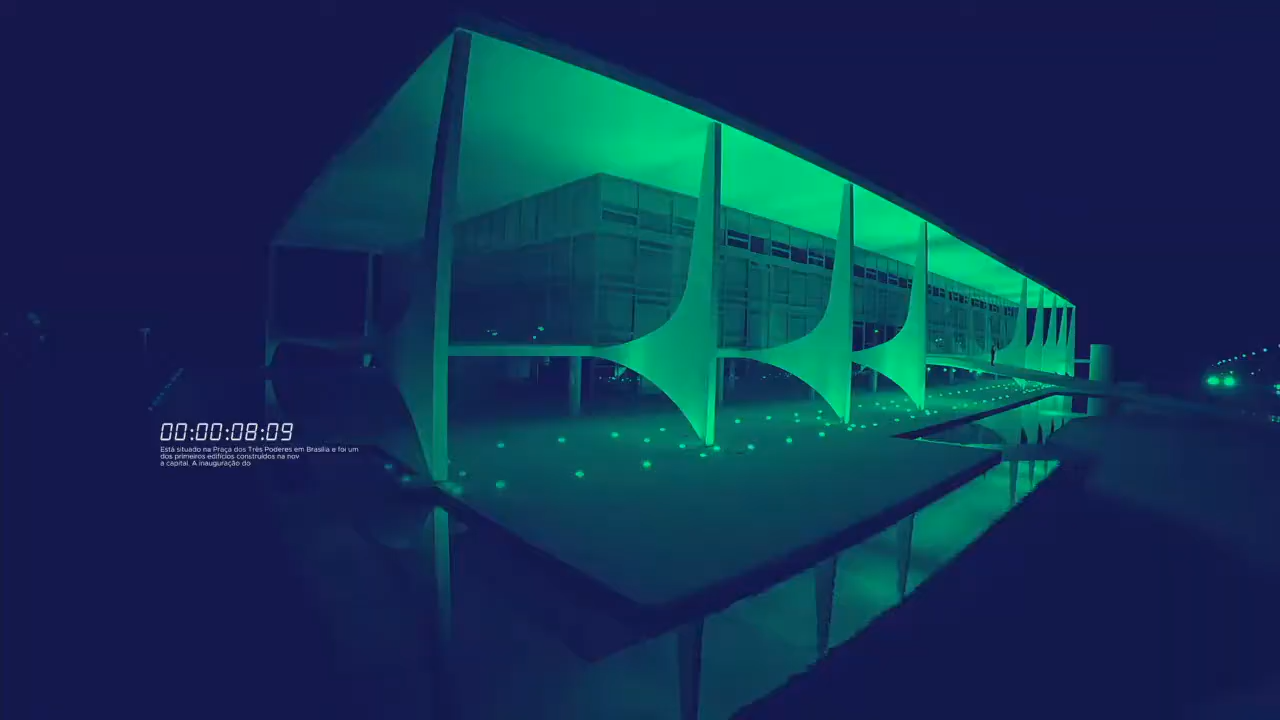 00:00:08:09
Está situado na Praça dos Três Poderes em Brasília e foi um
dos primeiros edifícios construídos na nov
a capital. A inauguração do